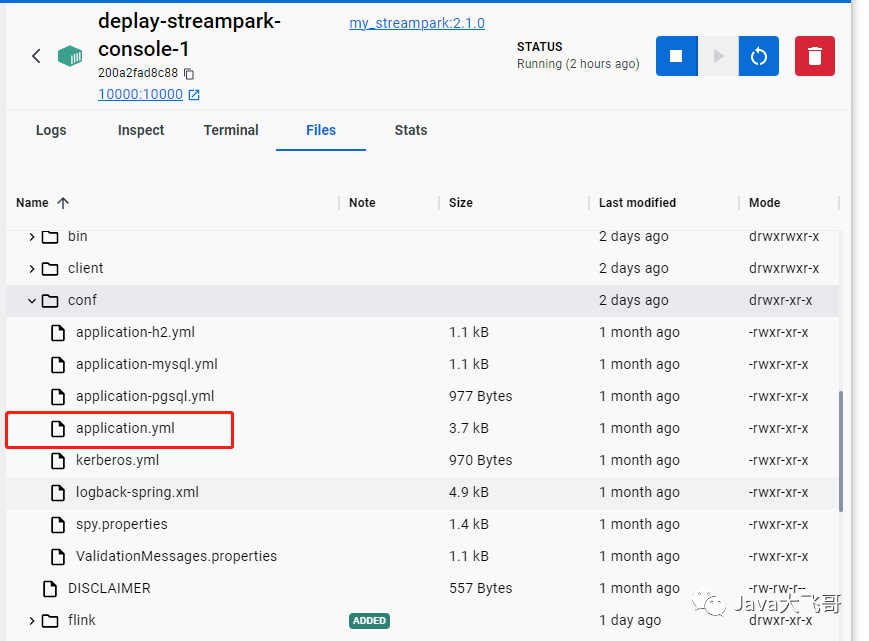 deplay-streampark-
console-1
my_streampark:2.1.0
200a2fad8c88
10000:10000
STATUS
Running (2 hours ago)
Logs Inspect Terminal Files Stats
Name Note Size Last modified Mode
bin 2 days ago drwxrwxr-x
client 2 days ago drwxrwxr-x
conf 2 days ago drwxr-xr-x
application-h2.yml 1.1 kB 1 month ago -rwxr-xr-x
application-mysql.yml 1.1 kB 1 month ago -rwxr-xr-x
application-pgsql.yml 977 Bytes 1 month ago -rwxr-xr-x
application.yml 3.7 kB 1 month ago -rwxr-xr-x
kerberos.yml 970 Bytes 1 month ago -rwxr-xr-x
logback-spring.xml 4.9 kB 1 month ago -rwxr-xr-x
spy.properties 1.4 kB 1 month ago -rwxr-xr-x
ValidationMessages.properties 1.1 kB 1 month ago -rwxr-xr-x
DISCLAIMER 557 Bytes 1 month ago -rw-rw-r--
flink ADDED 1 day ago drwxr-xr-x
Java大飞哥